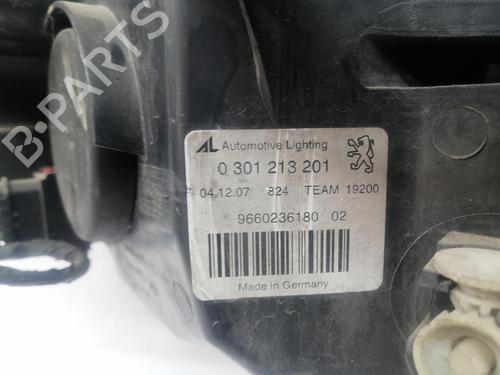 B-PARTS
AL Automotive Lighting
0 301 213 201
04.12.07 824 TEAM 19200
9660236180 02
Made in Germany